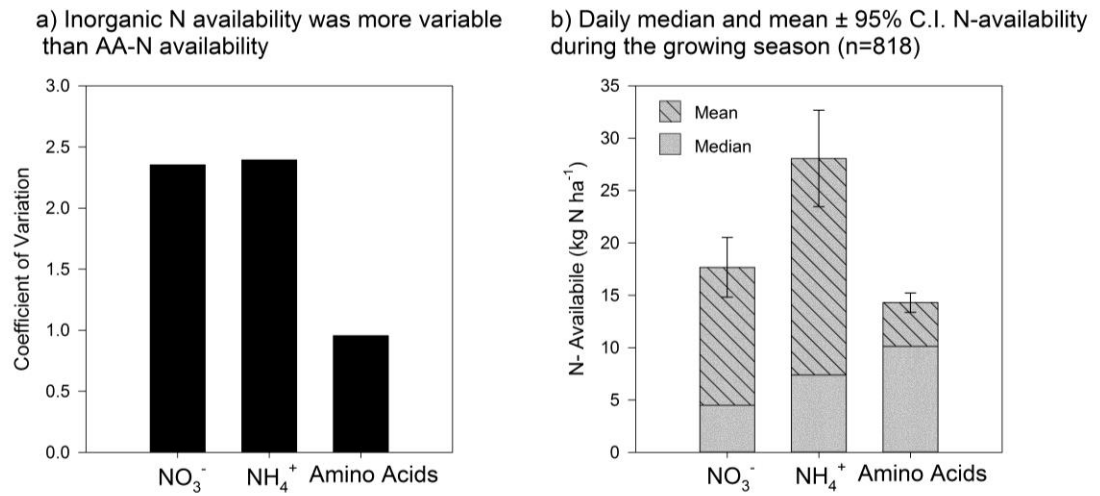 a) Inorganic N availability was more variable
than AA-N availability
3.0
2.5
2.0
1.5
1.0
0.5
0.0
Coefficient of Variation
NO₃⁻ NH₄⁺ Amino Acids
b) Daily median and mean ± 95% C.I. N-availability
during the growing season (n=818)
35
30
25
20
15
10
5
0
N- Availabile (kg N ha⁻¹)
Mean
Median
NO₃⁻ NH₄⁺ Amino Acids